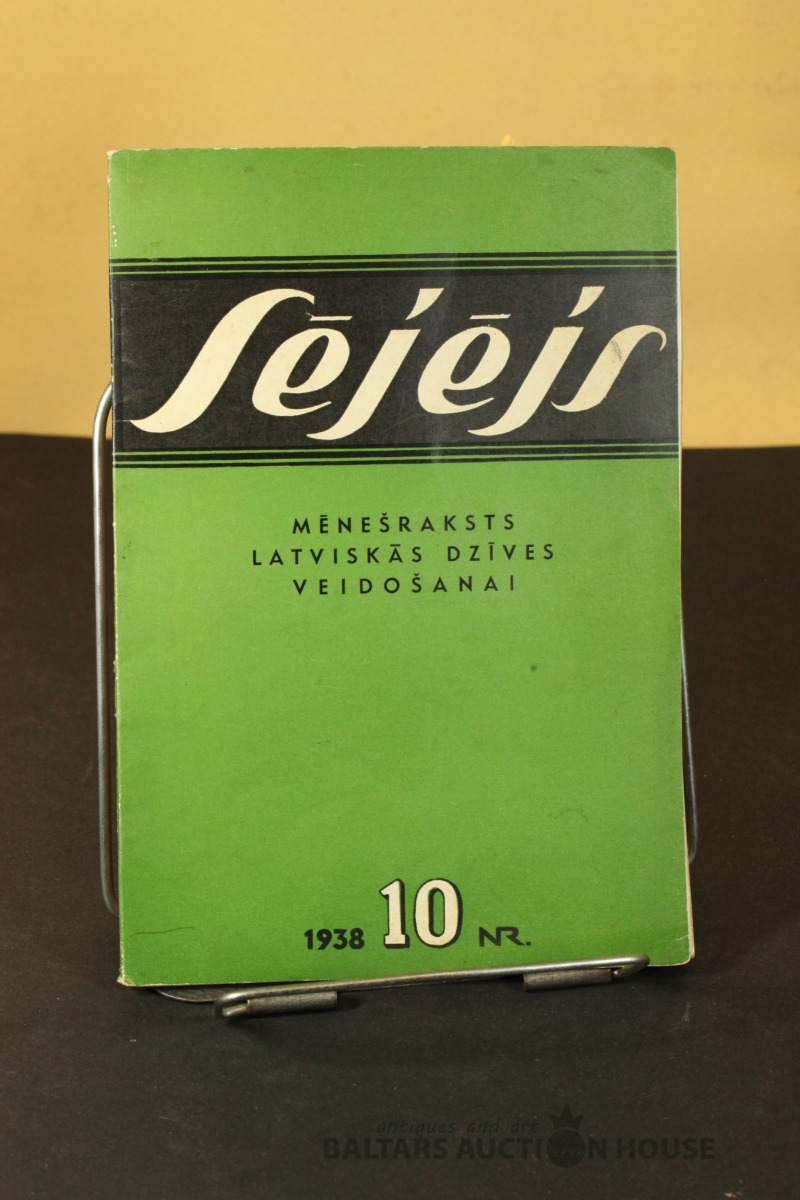 Sējējs
MĒNEŠRAKSTS
LATVISKĀS DZĪVES
VEIDOŠANAI
1938 10 NR.
antiques and art
BALTARS AUCTION HOUSE